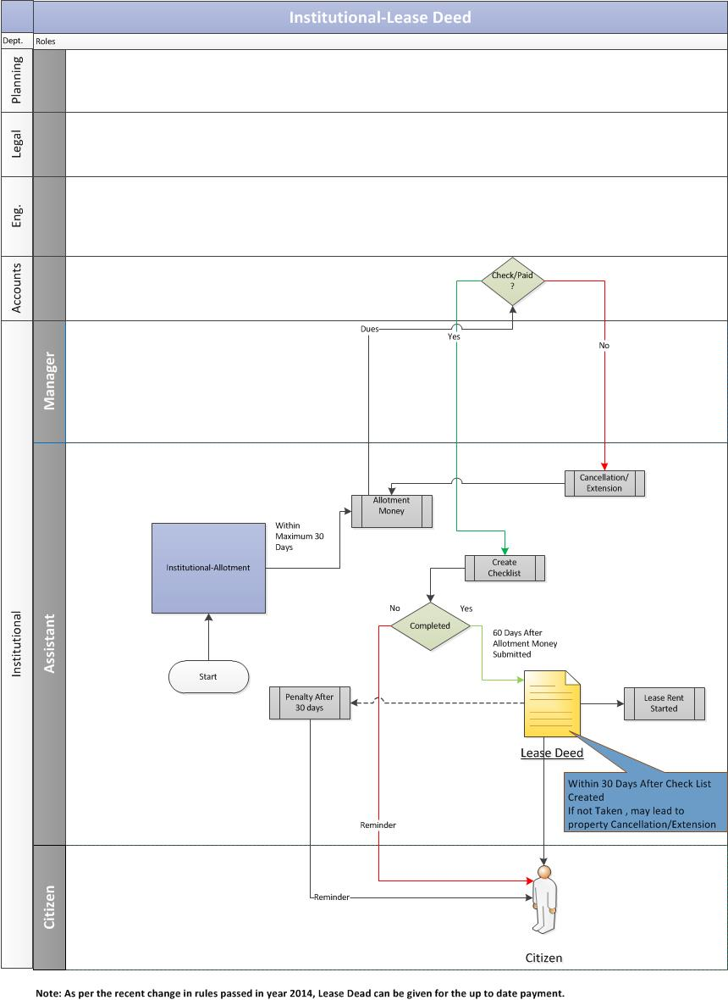 Institutional-Lease Deed
Dept.
Roles
Planning
Legal
Eng.
Accounts
Check/Paid
?
Dues
Yes
No
Manager
Cancellation/
Extension
Allotment
Money
Within
Maximum 30
Days
Institutional-Allotment
Create
Checklist
No
Yes
Completed
60 Days After
Allotment Money
Submitted
Institutional
Assistant
Start
Penalty After
30 days
Lease Rent
Started
Lease Deed
Within 30 Days After Check List
Created
If not Taken , may lead to
property Cancellation/Extension
Reminder
Citizen
Reminder
Citizen
Note: As per the recent change in rules passed in year 2014, Lease Dead can be given for the up to date payment.